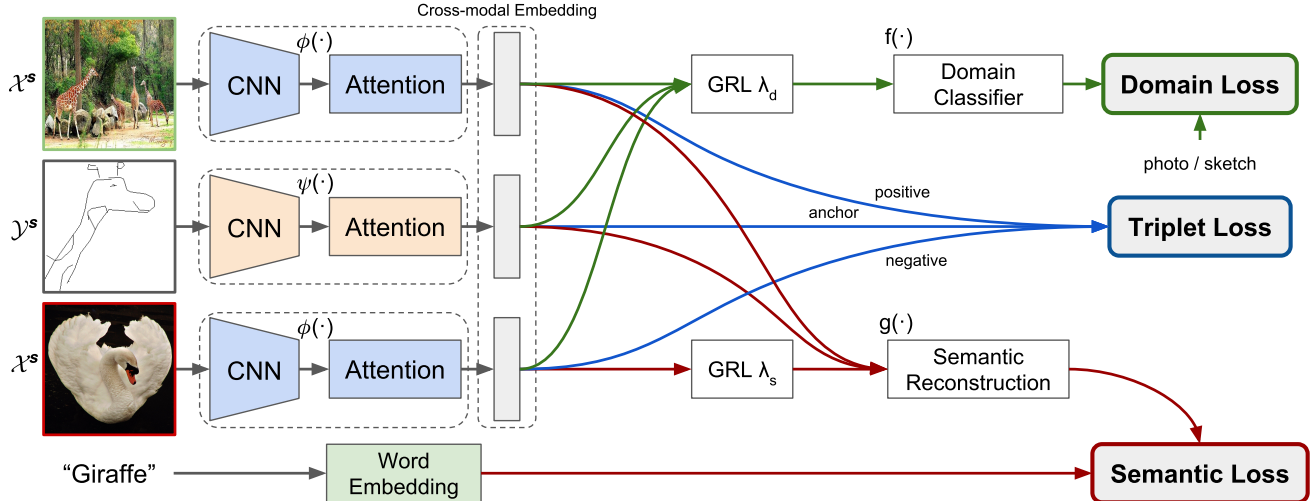 Cross-modal Embedding
𝒳ˢ
ϕ(·)
CNN
Attention
GRL λd
f(·)
Domain
Classifier
Domain Loss
photo / sketch
𝒴ˢ
ψ(·)
CNN
Attention
positive
anchor
negative
Triplet Loss
𝒳ˢ
ϕ(·)
CNN
Attention
GRL λs
g(·)
Semantic
Reconstruction
“Giraffe”
Word
Embedding
Semantic Loss